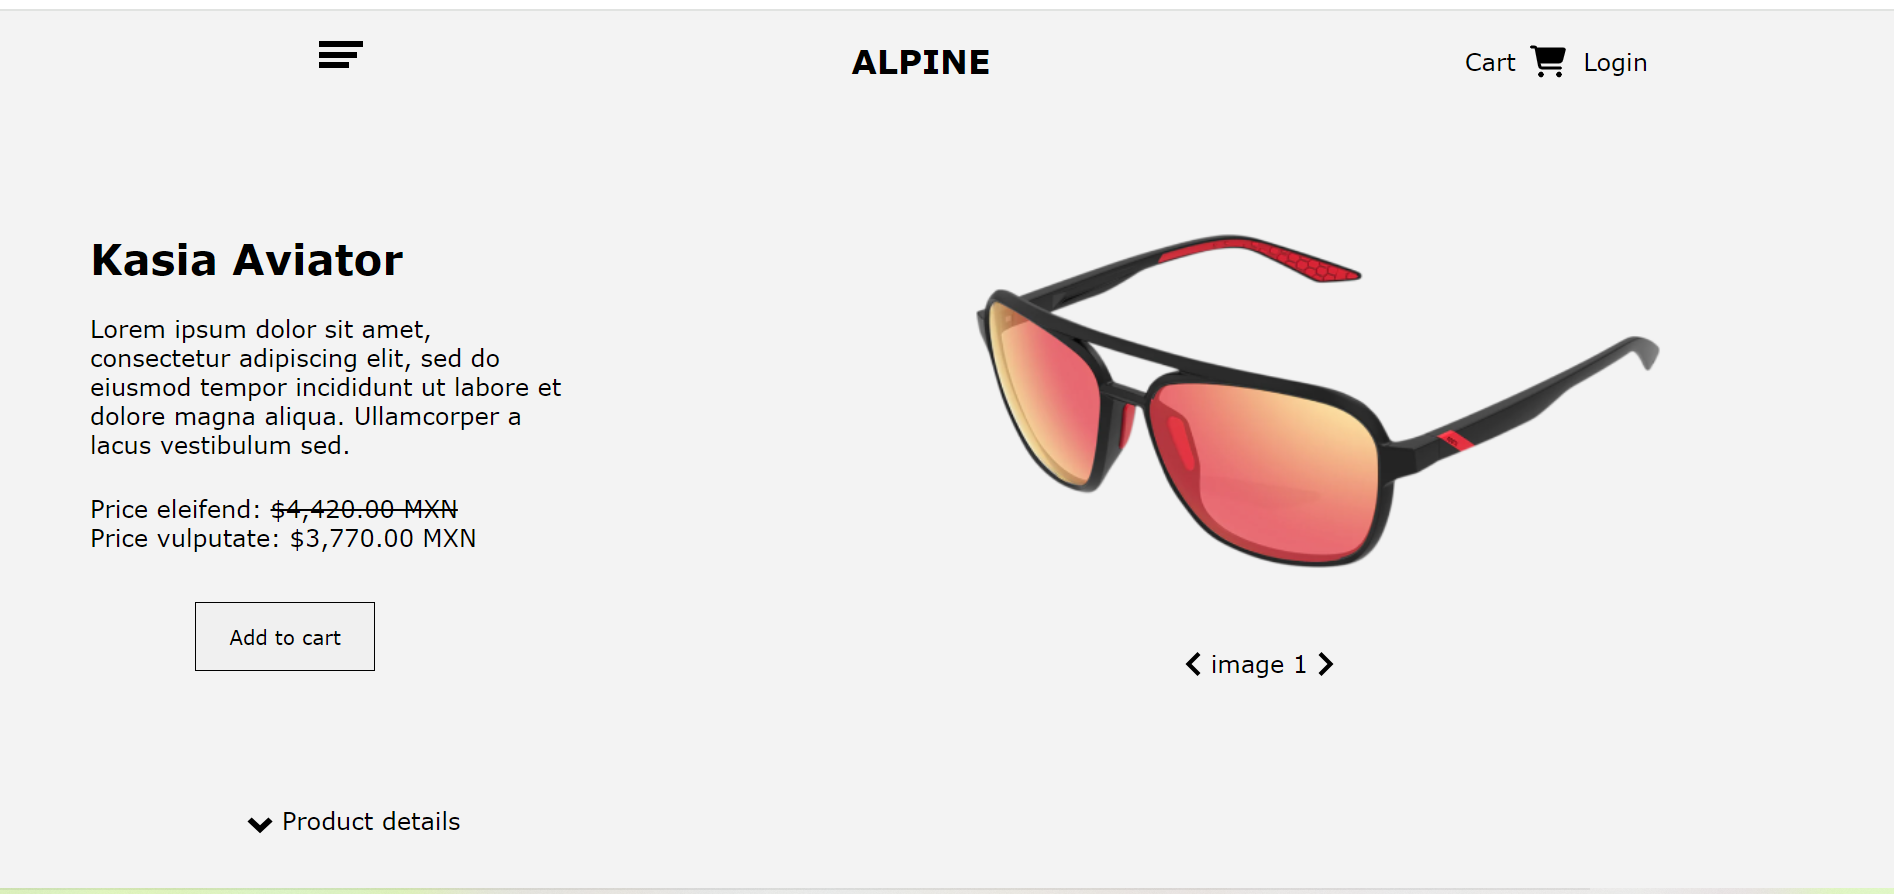 ALPINE
Cart Login
Kasia Aviator
Lorem ipsum dolor sit amet,
consectetur adipiscing elit, sed do
eiusmod tempor incididunt ut labore et
dolore magna aliqua. Ullamcorper a
lacus vestibulum sed.
Price eleifend: $4,420.00 MXN
Price vulputate: $3,770.00 MXN
Add to cart
image 1
Product details